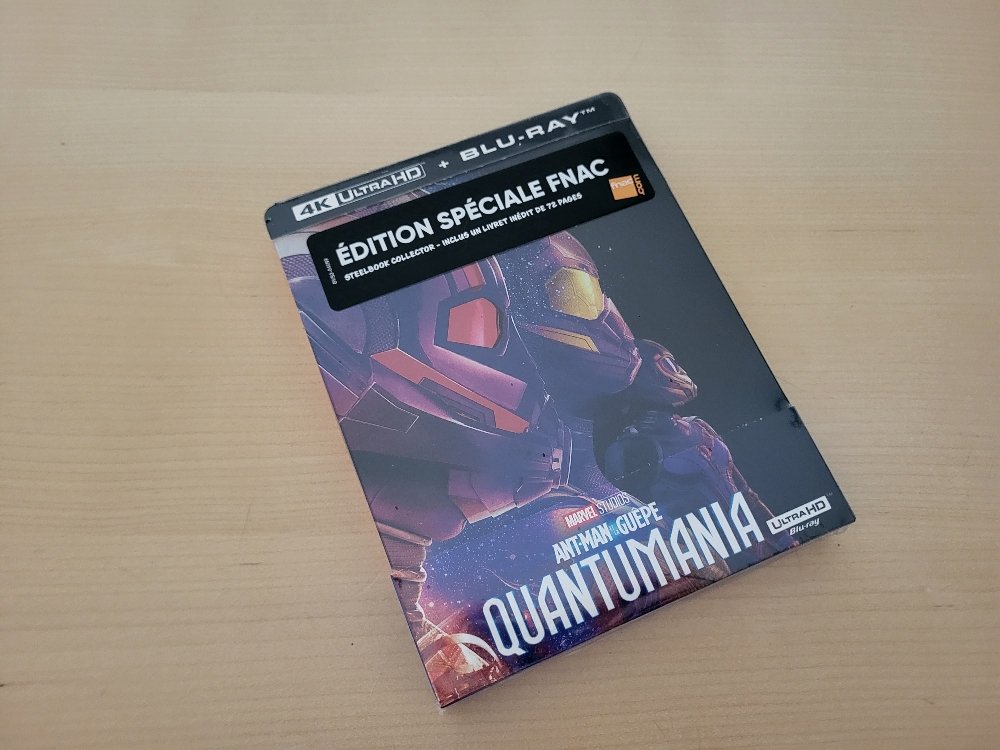 4K ULTRA HD + BLU-RAY™
ÉDITION SPÉCIALE FNAC
STEELBOOK COLLECTOR - INCLUS UN LIVRET INÉDIT DE 72 PAGES
fnac
.com
MARVEL STUDIOS
ANT-MAN ET LA GUÊPE
QUANTUMANIA
ULTRA HD
Blu-ray